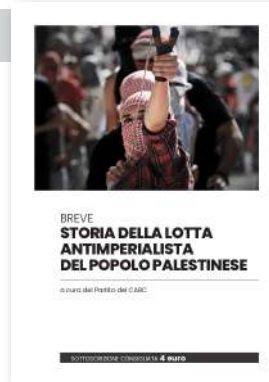 BREVE
STORIA DELLA LOTTA
ANTIMPERIALISTA
DEL POPOLO PALESTINESE
a cura del Partito dei CARC
SOTTOSCRIZIONE CONSIGLIATA 4 euro